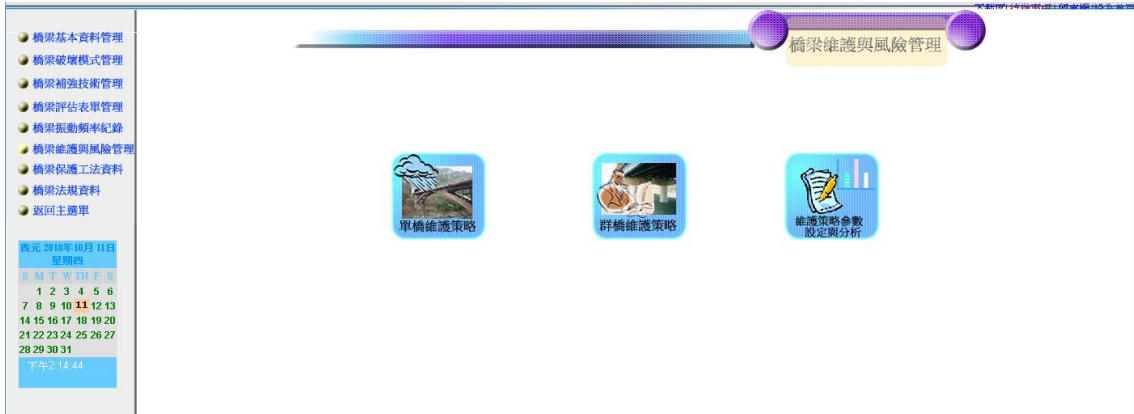 橋梁維護與風險管理
橋梁基本資料管理
橋梁破壞模式管理
橋梁補強技術管理
橋梁評估表單管理
橋梁振動頻率紀錄
橋梁維護與風險管理
橋梁保護工法資料
橋梁法規資料
返回主選單
單橋維護策略
群橋維護策略
維護策略參數
設定與分析
西元 2018年10月 11日
星期四
S M T W TH F S
1 2 3 4 5 6
7 8 9 10 11 12 13
14 15 16 17 18 19 20
21 22 23 24 25 26 27
28 29 30 31
下午2:14:44